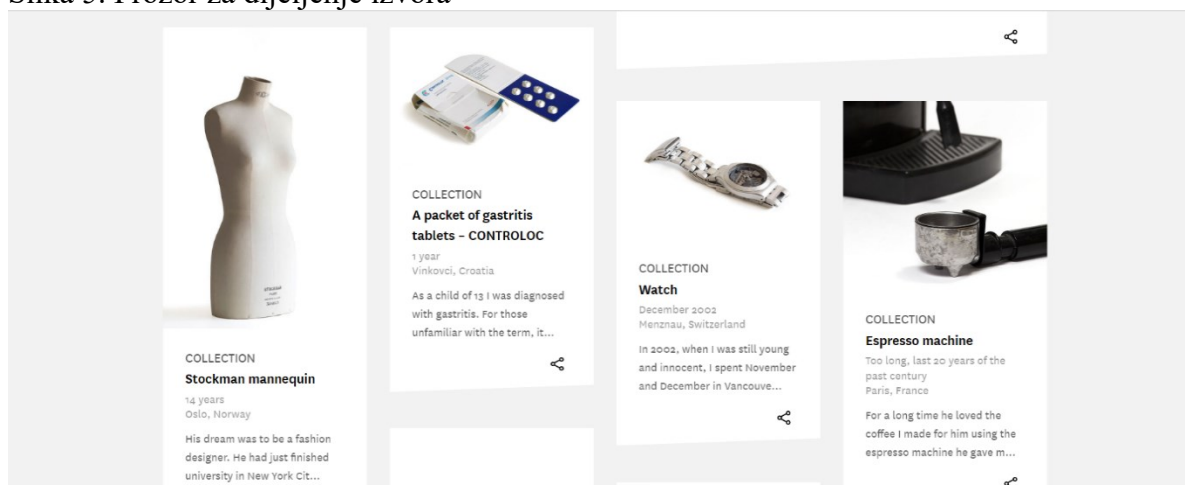 Slika 5. Prozor za dijeljenje izvora
COLLECTION
Stockman mannequin
14 years
Oslo, Norway
His dream was to be a fashion
designer. He had just finished
university in New York Cit...
COLLECTION
A packet of gastritis
tablets – CONTROLOC
1 year
Vinkovci, Croatia
As a child of 13 I was diagnosed
with gastritis. For those
unfamiliar with the term, it...
COLLECTION
Watch
December 2002
Menznau, Switzerland
In 2002, when I was still young
and innocent, I spent November
and December in Vancouve...
COLLECTION
Espresso machine
Too long, last 20 years of the
past century
Paris, France
For a long time he loved the
coffee I made for him using the
espresso machine he gave m...